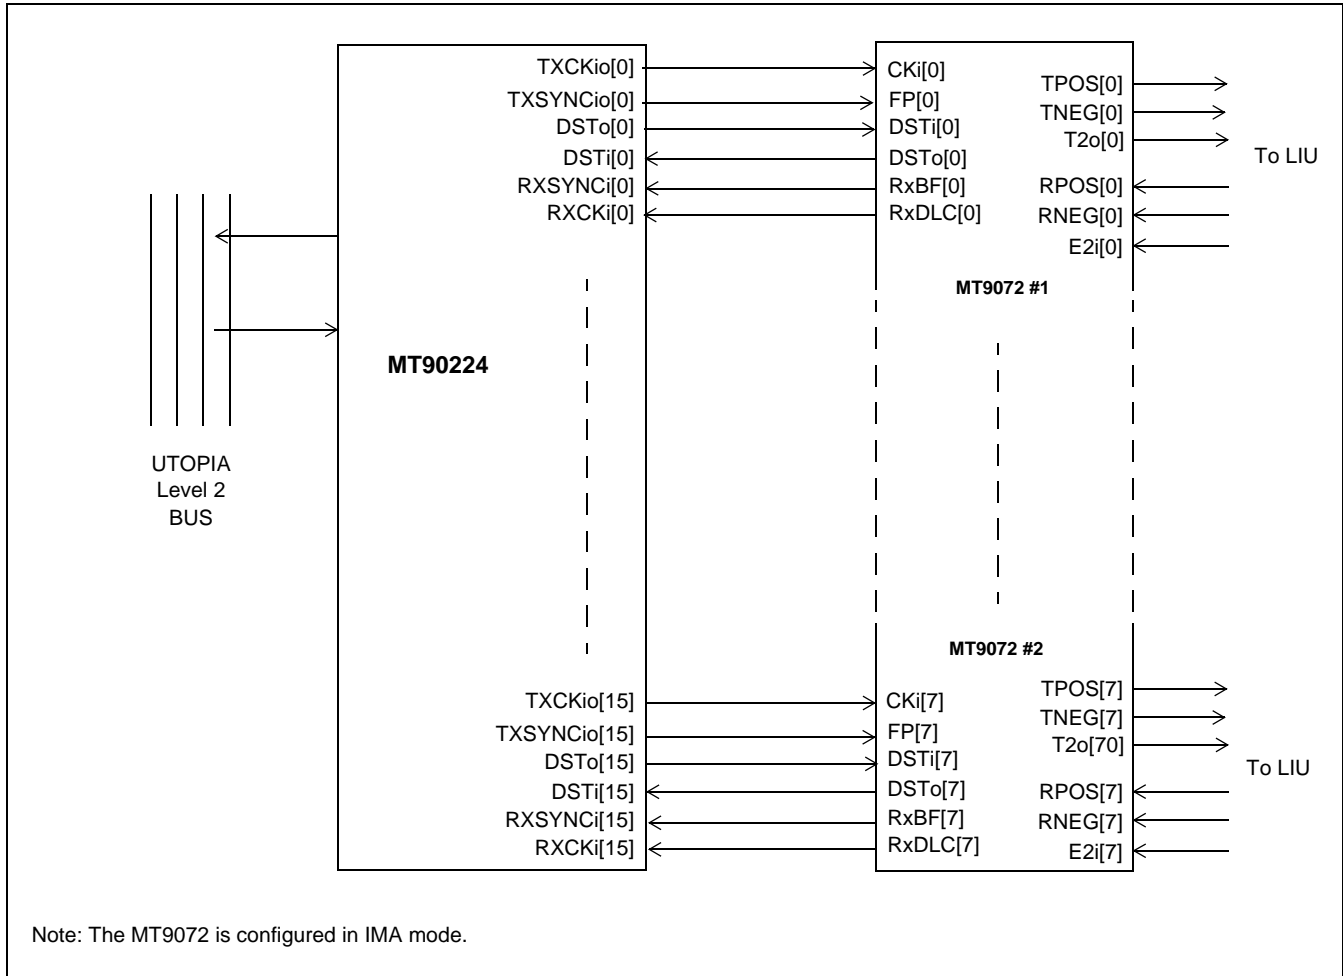 TXCKio[0]
TXSYNCio[0]
DSTo[0]
DSTi[0]
RXSYNCi[0]
RXCKi[0]
CKi[0]
FP[0]
DSTi[0]
DSTo[0]
RxBF[0]
RxDLC[0]
TPOS[0]
TNEG[0]
T2o[0]
RPOS[0]
RNEG[0]
E2i[0]
To LIU
MT9072 #1
MT90224
UTOPIA
Level 2
BUS
MT9072 #2
TXCKio[15]
TXSYNCio[15]
DSTo[15]
DSTi[15]
RXSYNCi[15]
RXCKi[15]
CKi[7]
FP[7]
DSTi[7]
DSTo[7]
RxBF[7]
RxDLC[7]
TPOS[7]
TNEG[7]
T2o[70]
RPOS[7]
RNEG[7]
E2i[7]
To LIU
Note: The MT9072 is configured in IMA mode.